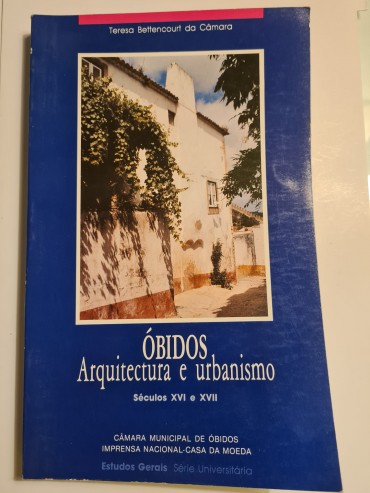 Teresa Bettencourt da Câmara
ÓBIDOS
Arquitectura e urbanismo
Séculos XVI e XVII
CÂMARA MUNICIPAL DE ÓBIDOS
IMPRENSA NACIONAL-CASA DA MOEDA
Estudos Gerais Série Universitária